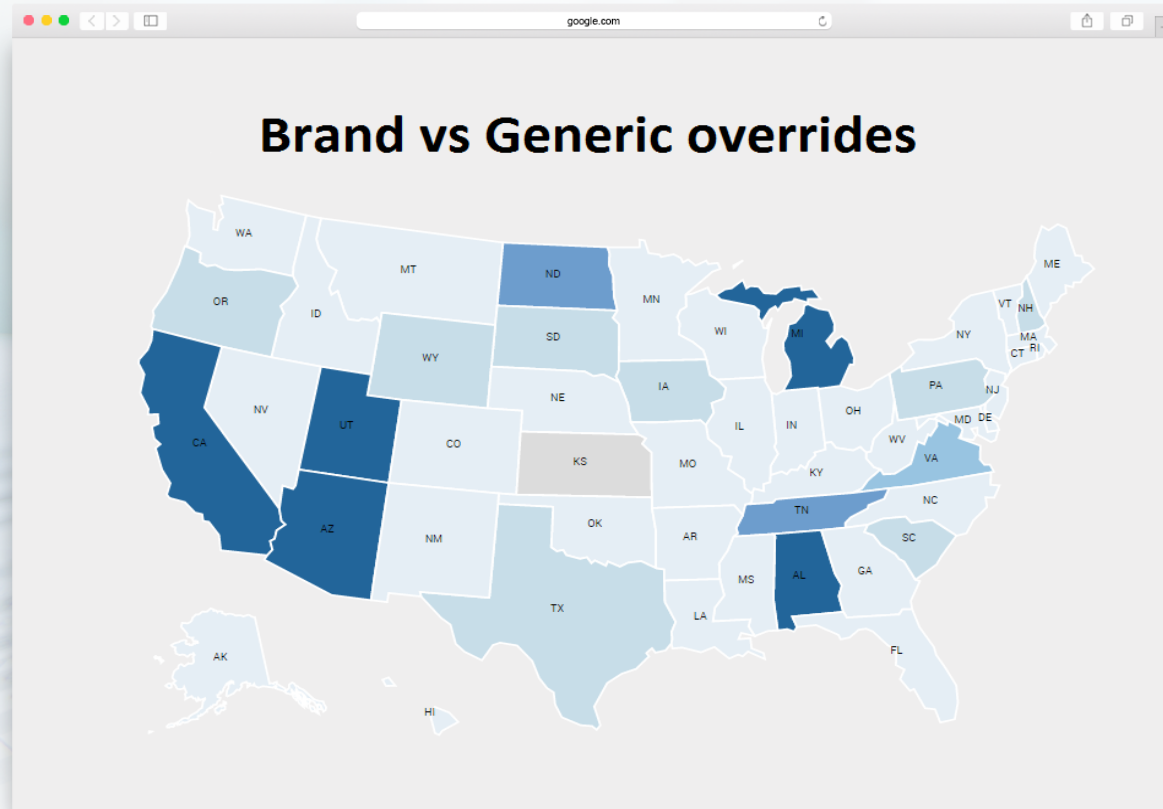 google.com
Brand vs Generic overrides
WA
MT
ND
MN
ME
OR
ID
WY
SD
WI
MI
NY
VT
NH
MA
CT
RI
NV
UT
CO
NE
IA
IL
IN
OH
PA
NJ
MD
DE
CA
KS
MO
KY
WV
VA
AZ
NM
OK
AR
TN
NC
SC
TX
LA
MS
AL
GA
FL
AK
HI